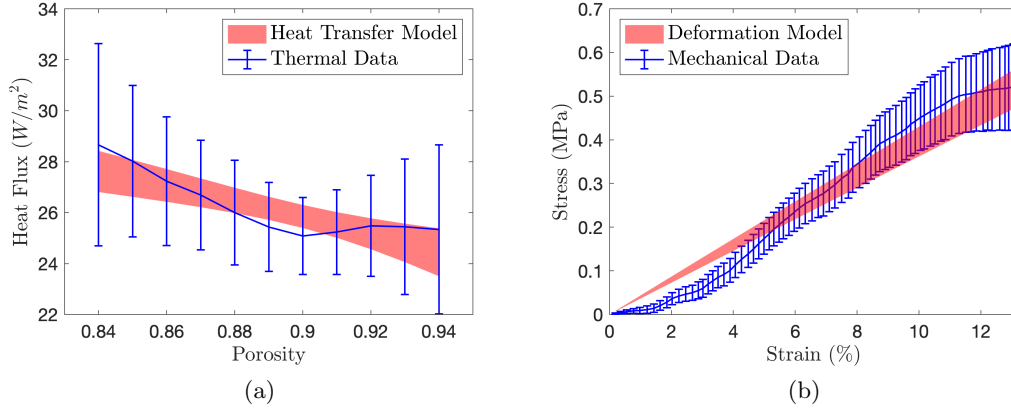 34
32
30
28
26
24
22
Heat Flux (W/m²)
Heat Transfer Model
Thermal Data
0.84
0.86
0.88
0.9
0.92
0.94
Porosity
(a)
0.7
0.6
0.5
0.4
0.3
0.2
0.1
0
Stress (MPa)
Deformation Model
Mechanical Data
0
2
4
6
8
10
12
Strain (%)
(b)